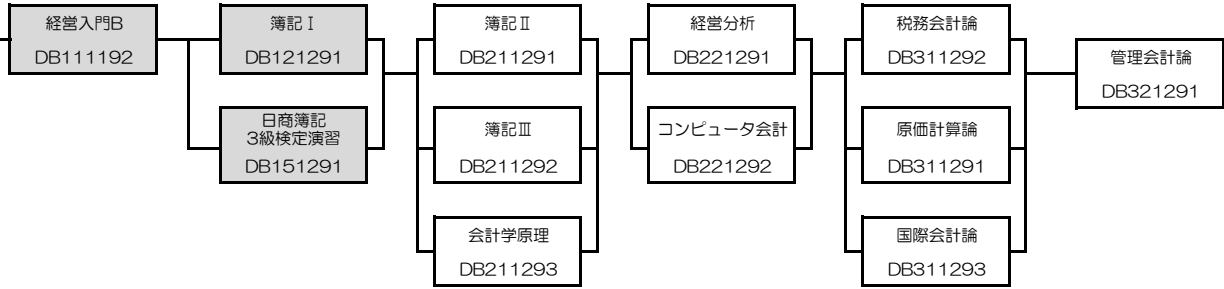 経営入門B
DB111192
簿記Ⅰ
DB121291
日商簿記
3級検定演習
DB151291
簿記Ⅱ
DB211291
簿記Ⅲ
DB211292
会計学原理
DB211293
経営分析
DB221291
コンピュータ会計
DB221292
税務会計論
DB311292
原価計算論
DB311291
国際会計論
DB311293
管理会計論
DB321291